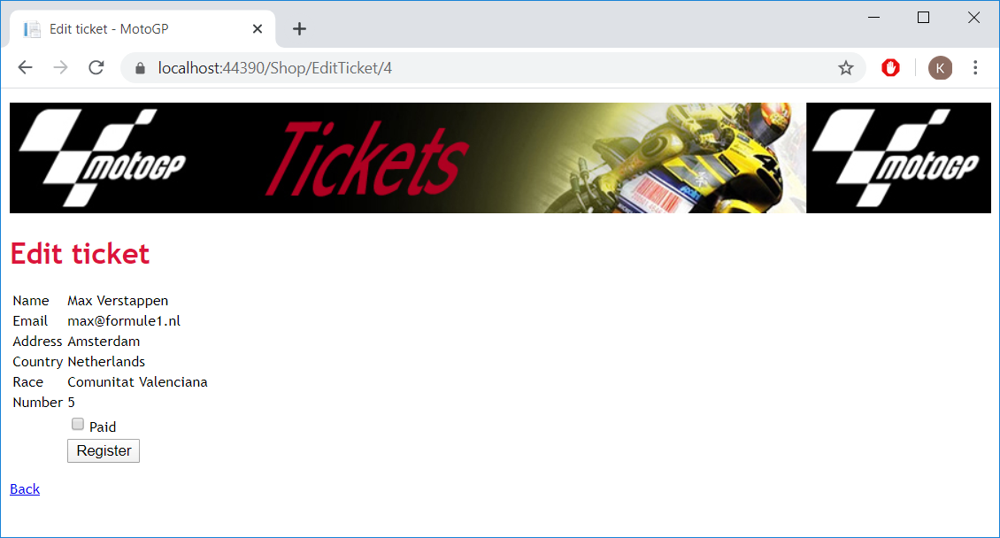 Edit ticket - MotoGP
localhost:44390/Shop/EditTicket/4
K
motoGP Tickets motoGP
Edit ticket
Name Max Verstappen
Email max@formule1.nl
Address Amsterdam
Country Netherlands
Race Comunitat Valenciana
Number 5
Paid
Register
Back